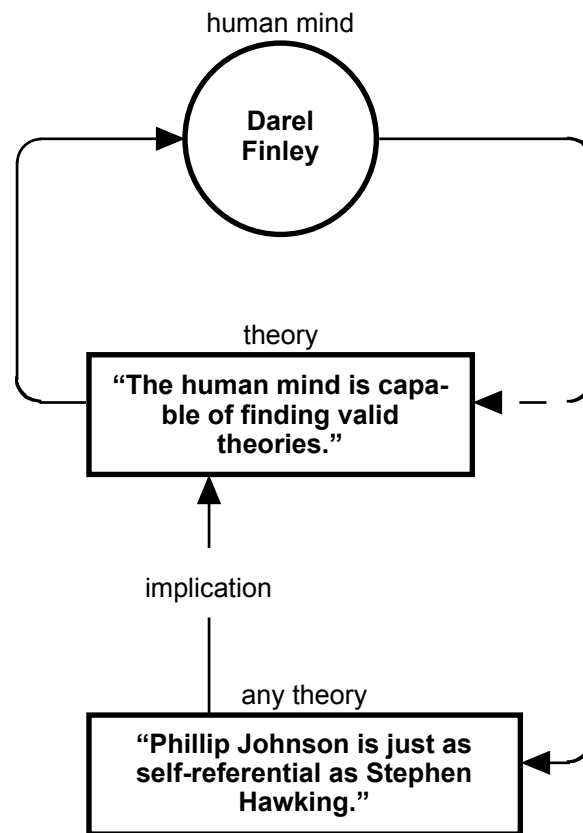 human mind
Darel
Finley
theory
“The human mind is capa-
ble of finding valid
theories.”
implication
any theory
“Phillip Johnson is just as
self-referential as Stephen
Hawking.”